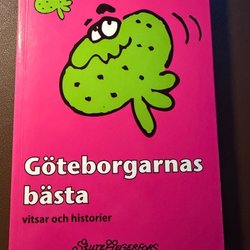 Göteborgarnas
bästa
vitsar och historier